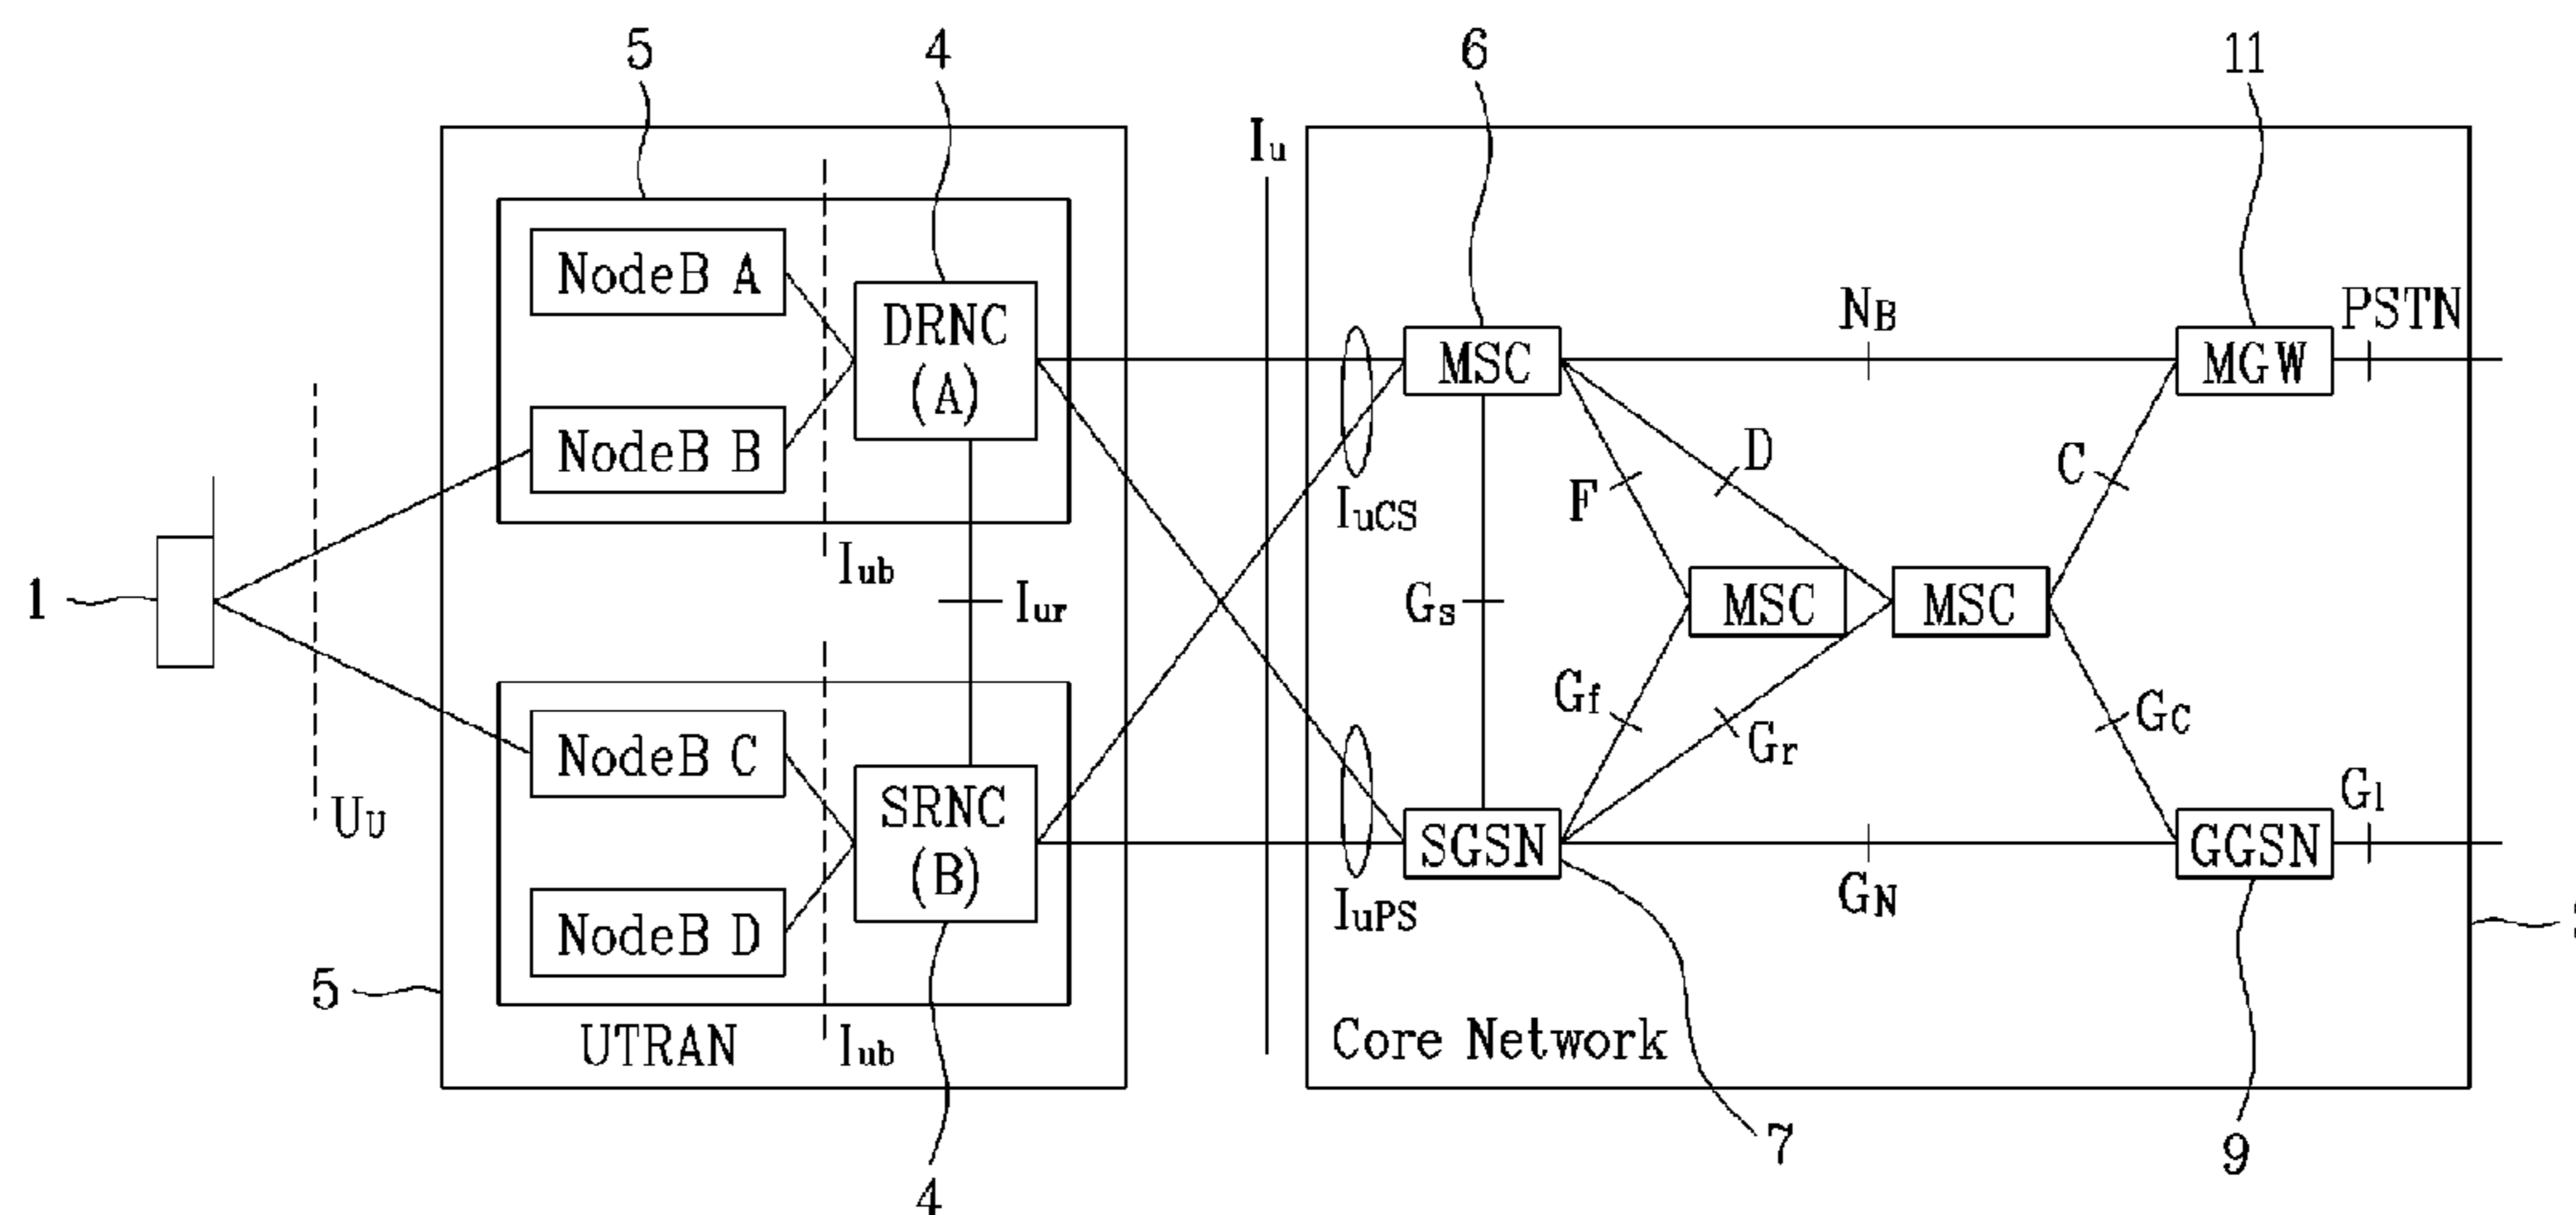 5
4
6
11
Iu
NodeB A
DRNC
(A)
NodeB B
MSC
NB
MGW
PSTN
F
D
C
IuCS
Iub
1
Iur
Gs
MSC
MSC
Gf
Gr
GC
UU
NodeB C
SRNC
(B)
NodeB D
SGSN
GGSN
Gl
IuPS
GN
5
UTRAN
Iub
Core Network
7
9
4